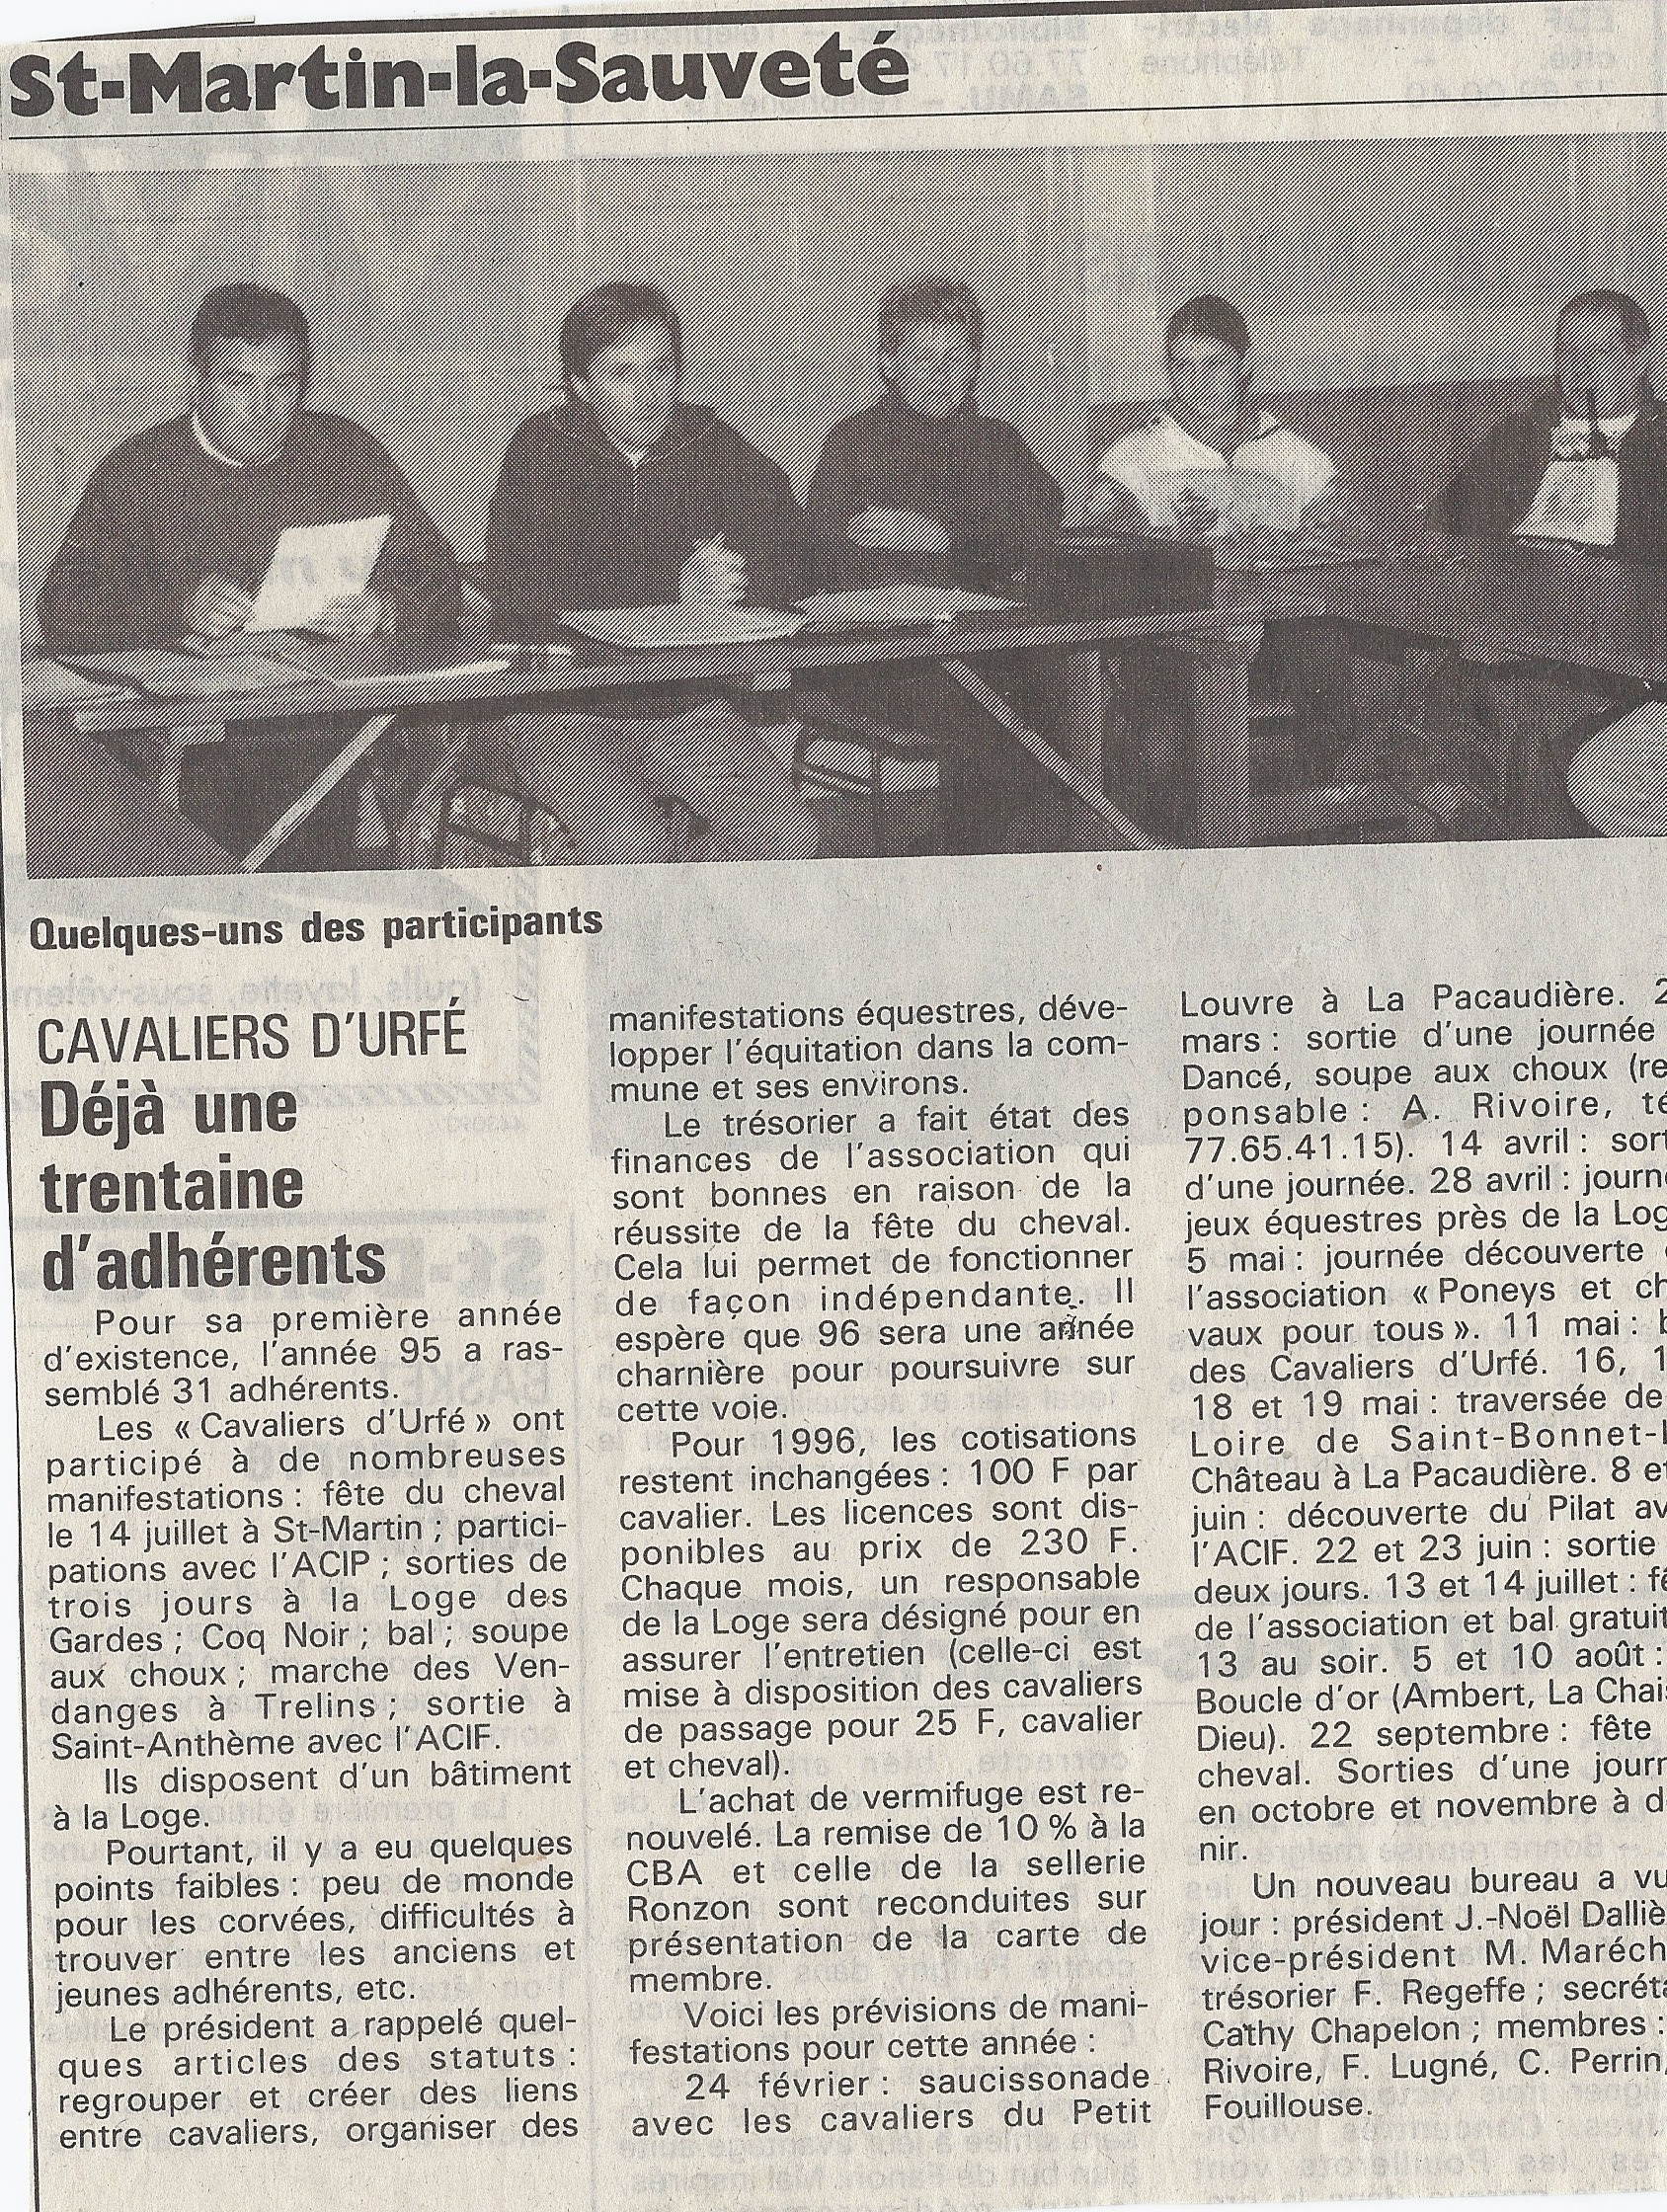 St-Martin-la-Sauveté
Quelques-uns des participants
CAVALIERS D'URFÉ
Déjà une
trentaine
d'adhérents
Pour sa première année
d'existence, l'année 95 a ras-
semblé 31 adhérents.
Les « Cavaliers d'Urfé » ont
participé à de nombreuses
manifestations : fête du cheval
le 14 juillet à St-Martin ; partici-
pations avec l'ACIP ; sorties de
trois jours à la Loge des
Gardes ; Coq Noir ; bal ; soupe
aux choux ; marche des Ven-
danges à Trelins ; sortie à
Saint-Anthème avec l'ACIF.
Ils disposent d'un bâtiment
à la Loge.
Pourtant, il y a eu quelques
points faibles : peu de monde
pour les corvées, difficultés à
trouver entre les anciens et
jeunes adhérents, etc.
Le président a rappelé quel-
ques articles des statuts :
regrouper et créer des liens
entre cavaliers, organiser des
manifestations équestres, déve-
lopper l'équitation dans la com-
mune et ses environs.
Le trésorier a fait état des
finances de l'association qui
sont bonnes en raison de la
réussite de la fête du cheval.
Cela lui permet de fonctionner
de façon indépendante. Il
espère que 96 sera une année
charnière pour poursuivre sur
cette voie.
Pour 1996, les cotisations
restent inchangées : 100 F par
cavalier. Les licences sont dis-
ponibles au prix de 230 F.
Chaque mois, un responsable
de la Loge sera désigné pour en
assurer l'entretien (celle-ci est
mise à disposition des cavaliers
de passage pour 25 F, cavalier
et cheval).
L'achat de vermifuge est re-
nouvelé. La remise de 10 % à la
CBA et celle de la sellerie
Ronzon sont reconduites sur
présentation de la carte de
membre.
Voici les prévisions de mani-
festations pour cette année :
24 février : saucissonade
avec les cavaliers du Petit
Louvre à La Pacaudière. 2
mars : sortie d'une journée
Dancé, soupe aux choux (re
ponsable : A. Rivoire, té
77.65.41.15). 14 avril : sort
d'une journée. 28 avril : journé
jeux équestres près de la Log
5 mai : journée découverte
l'association « Poneys et ch
vaux pour tous ». 11 mai : b
des Cavaliers d'Urfé. 16, 1
18 et 19 mai : traversée de
Loire de Saint-Bonnet-l
Château à La Pacaudière. 8 et
juin : découverte du Pilat av
l'ACIF. 22 et 23 juin : sortie
deux jours. 13 et 14 juillet : fê
de l'association et bal gratuit
13 au soir. 5 et 10 août :
Boucle d'or (Ambert, La Chais
Dieu). 22 septembre : fête
cheval. Sorties d'une journ
en octobre et novembre à d
nir.
Un nouveau bureau a vu
jour : président J.-Noël Dalliè
vice-président M. Maréch
trésorier F. Regeffe ; secréta
Cathy Chapelon ; membres :
Rivoire, F. Lugné, C. Perrin,
Fouillouse.